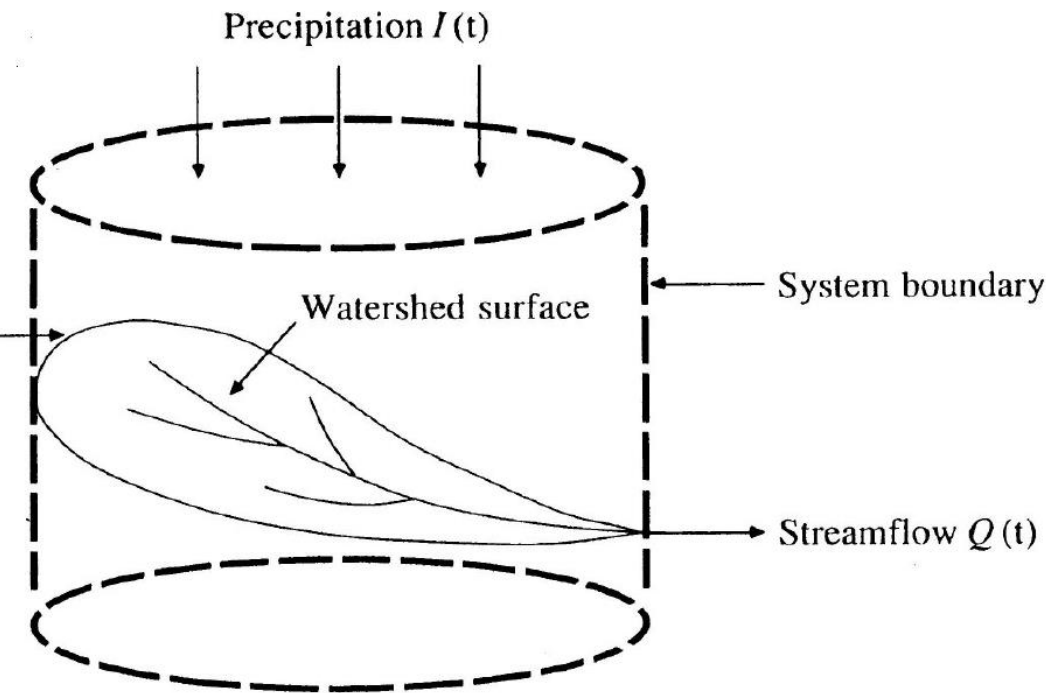 Precipitation I (t)
System boundary
Watershed surface
Streamflow Q (t)